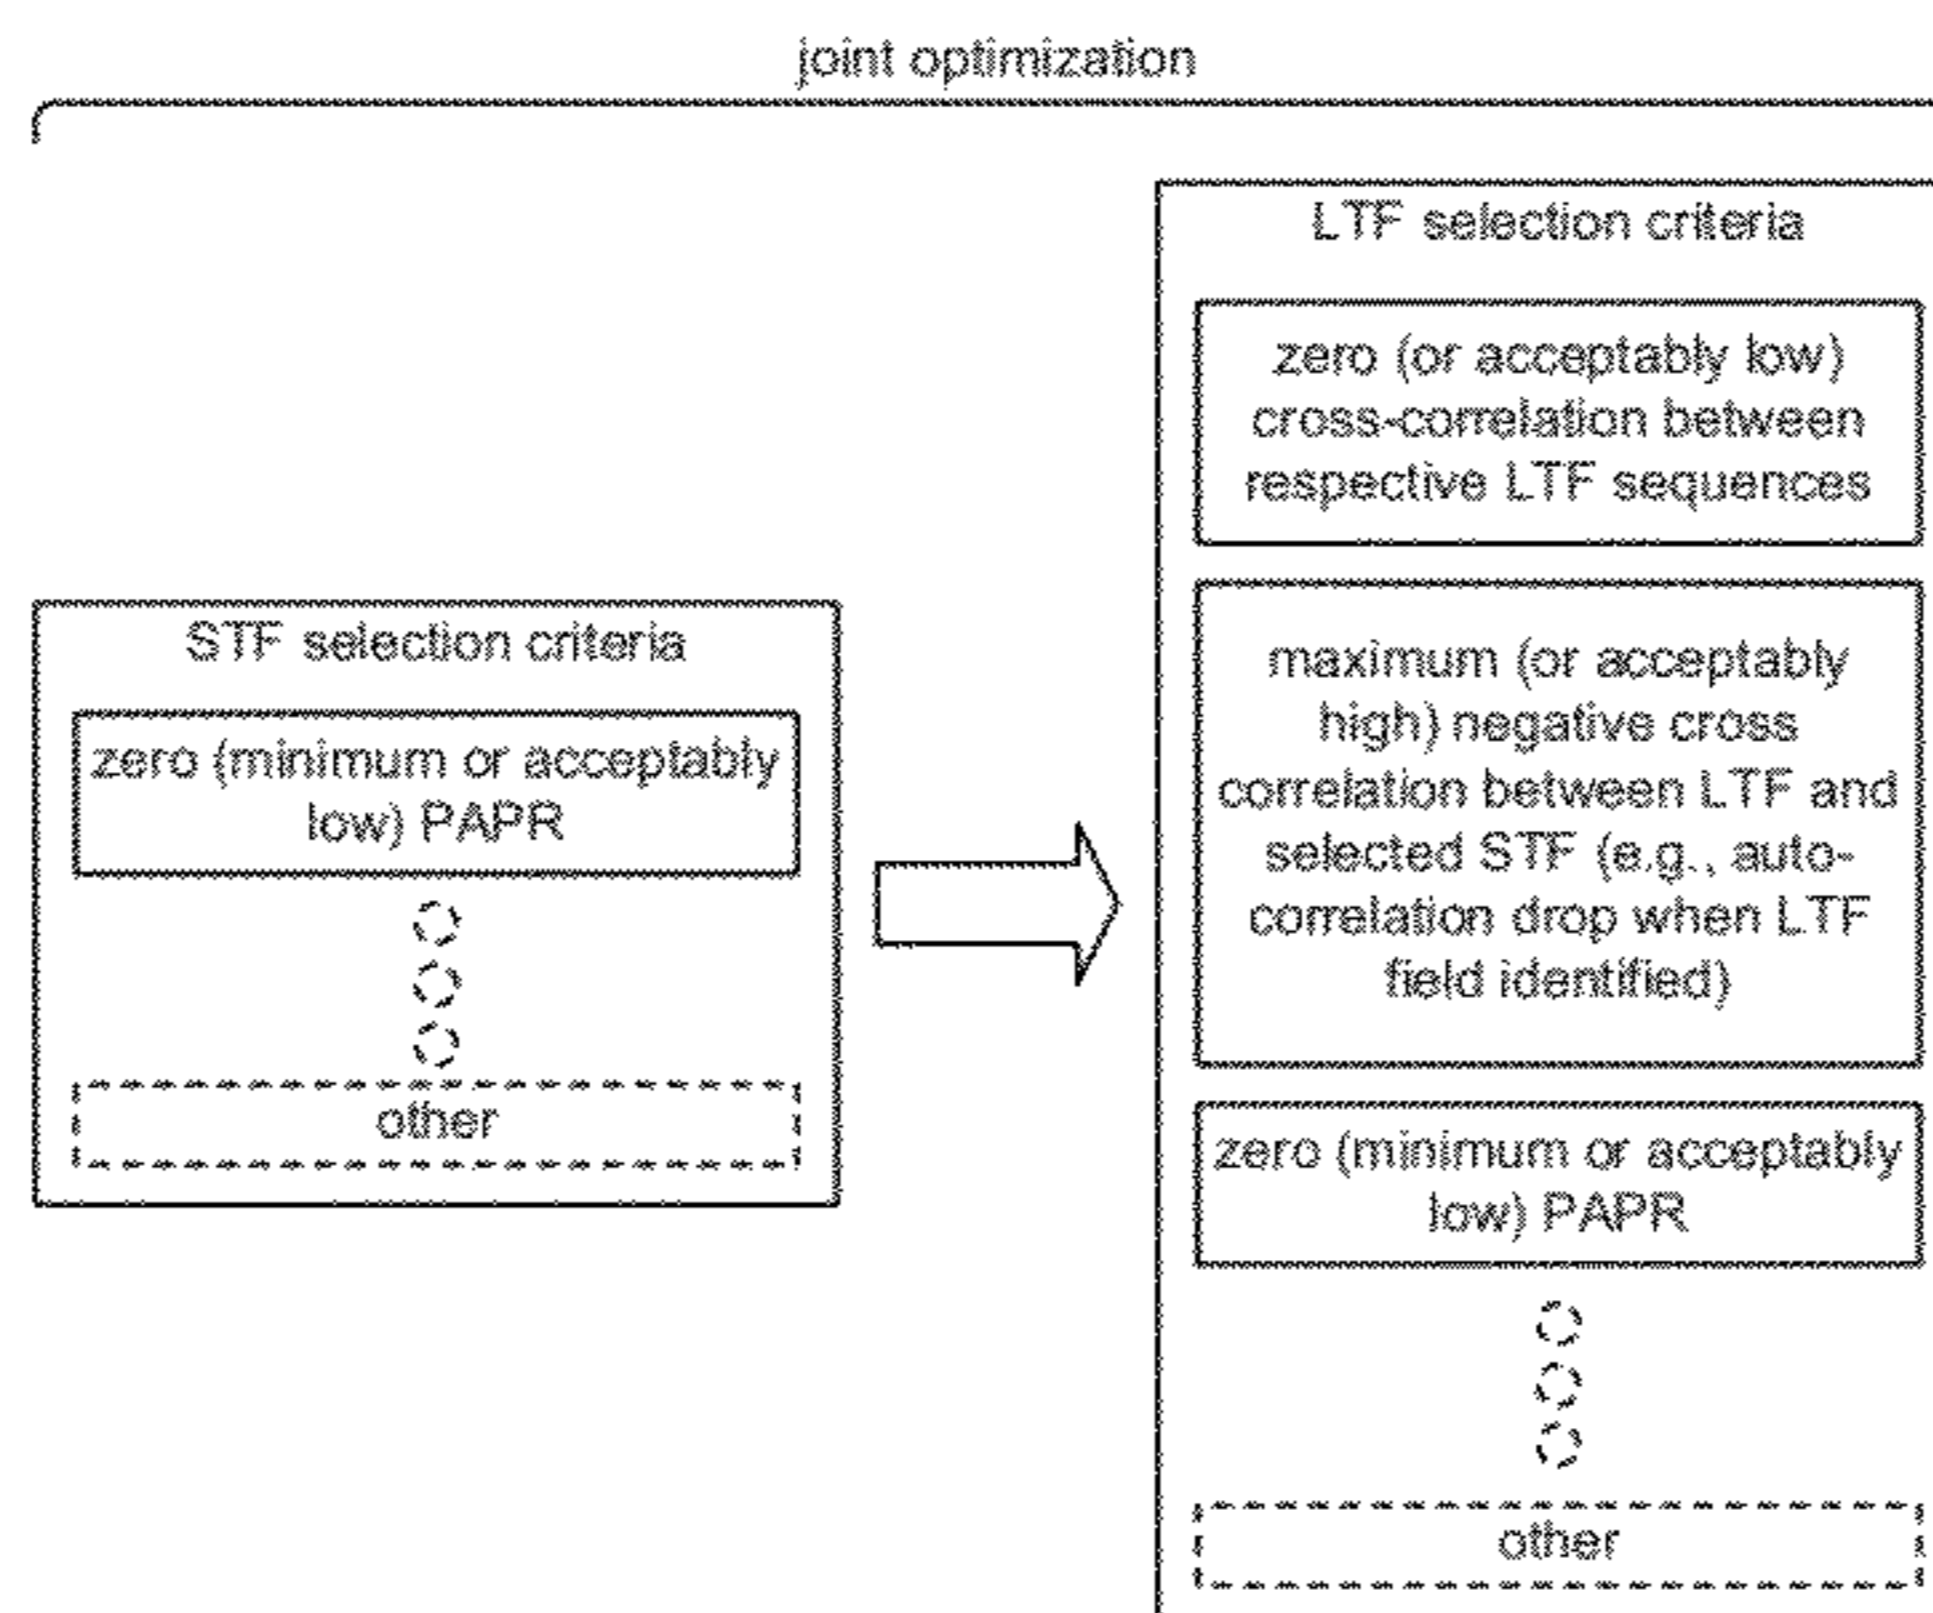 joint optimization
STF selection criteria
zero (minimum or acceptably
low) PAPR
other
LTF selection criteria
zero (or acceptably low)
cross-correlation between
respective LTF sequences
maximum (or acceptably
high) negative cross
correlation between LTF and
selected STF (e.g., auto-
correlation drop when LTF
field identified)
zero (minimum or acceptably
low) PAPR
other